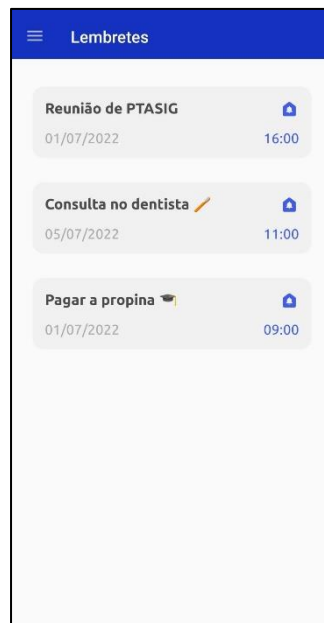 Lembretes
Reunião de PTASIG
01/07/2022 16:00
Consulta no dentista
05/07/2022 11:00
Pagar a propina 🎓
01/07/2022 09:00